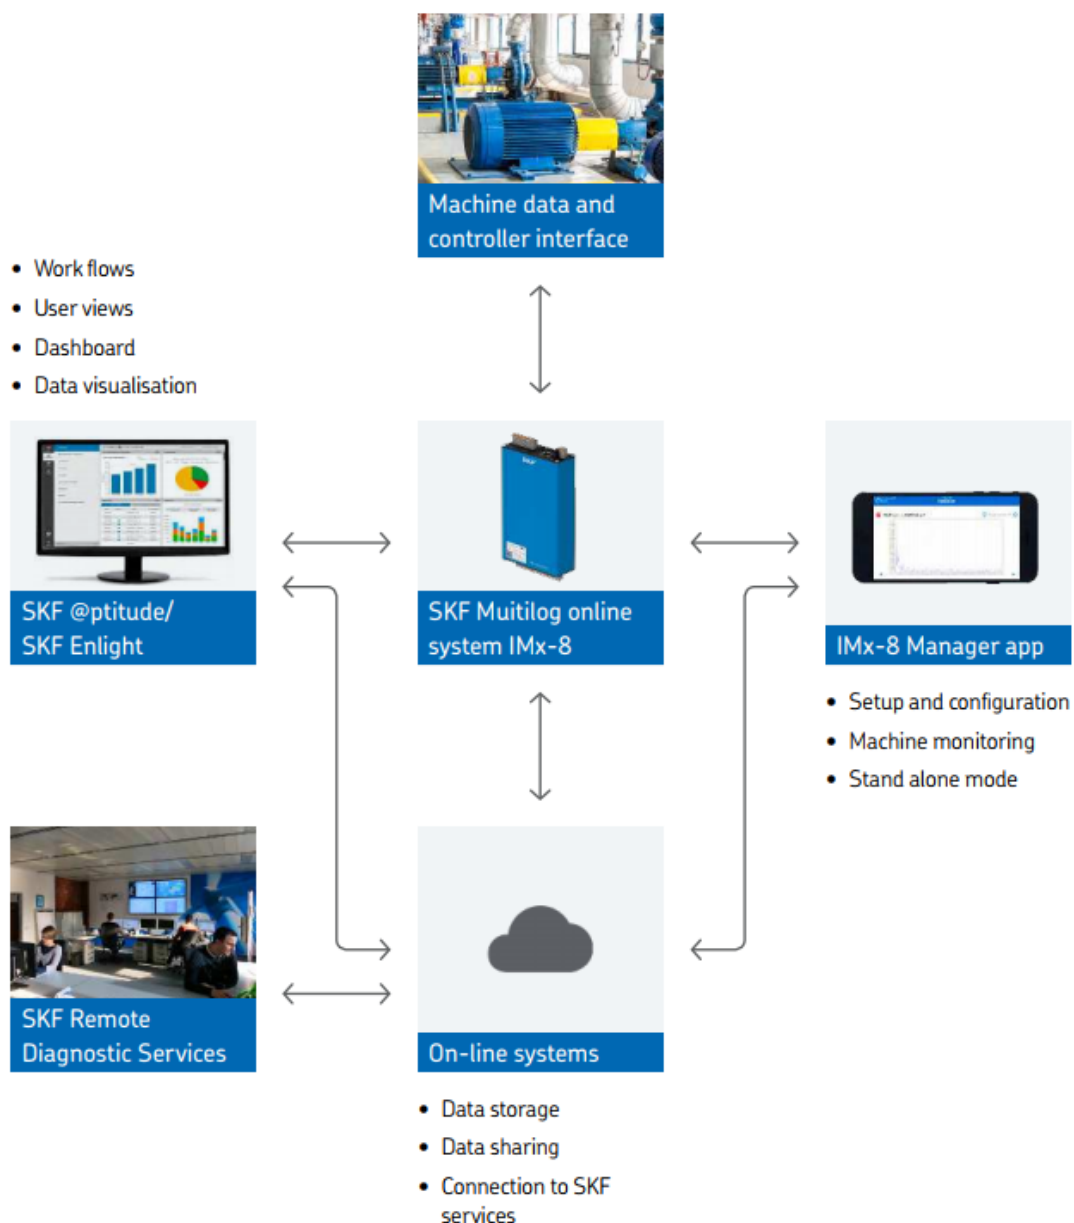 Machine data and
controller interface
• Work flows
• User views
• Dashboard
• Data visualisation
SKF @ptitude/
SKF Enlight
SKF
SKF Muitilog online
system IMx-8
IMx-8 Manager app
• Setup and configuration
• Machine monitoring
• Stand alone mode
SKF Remote
Diagnostic Services
On-line systems
• Data storage
• Data sharing
• Connection to SKF
services